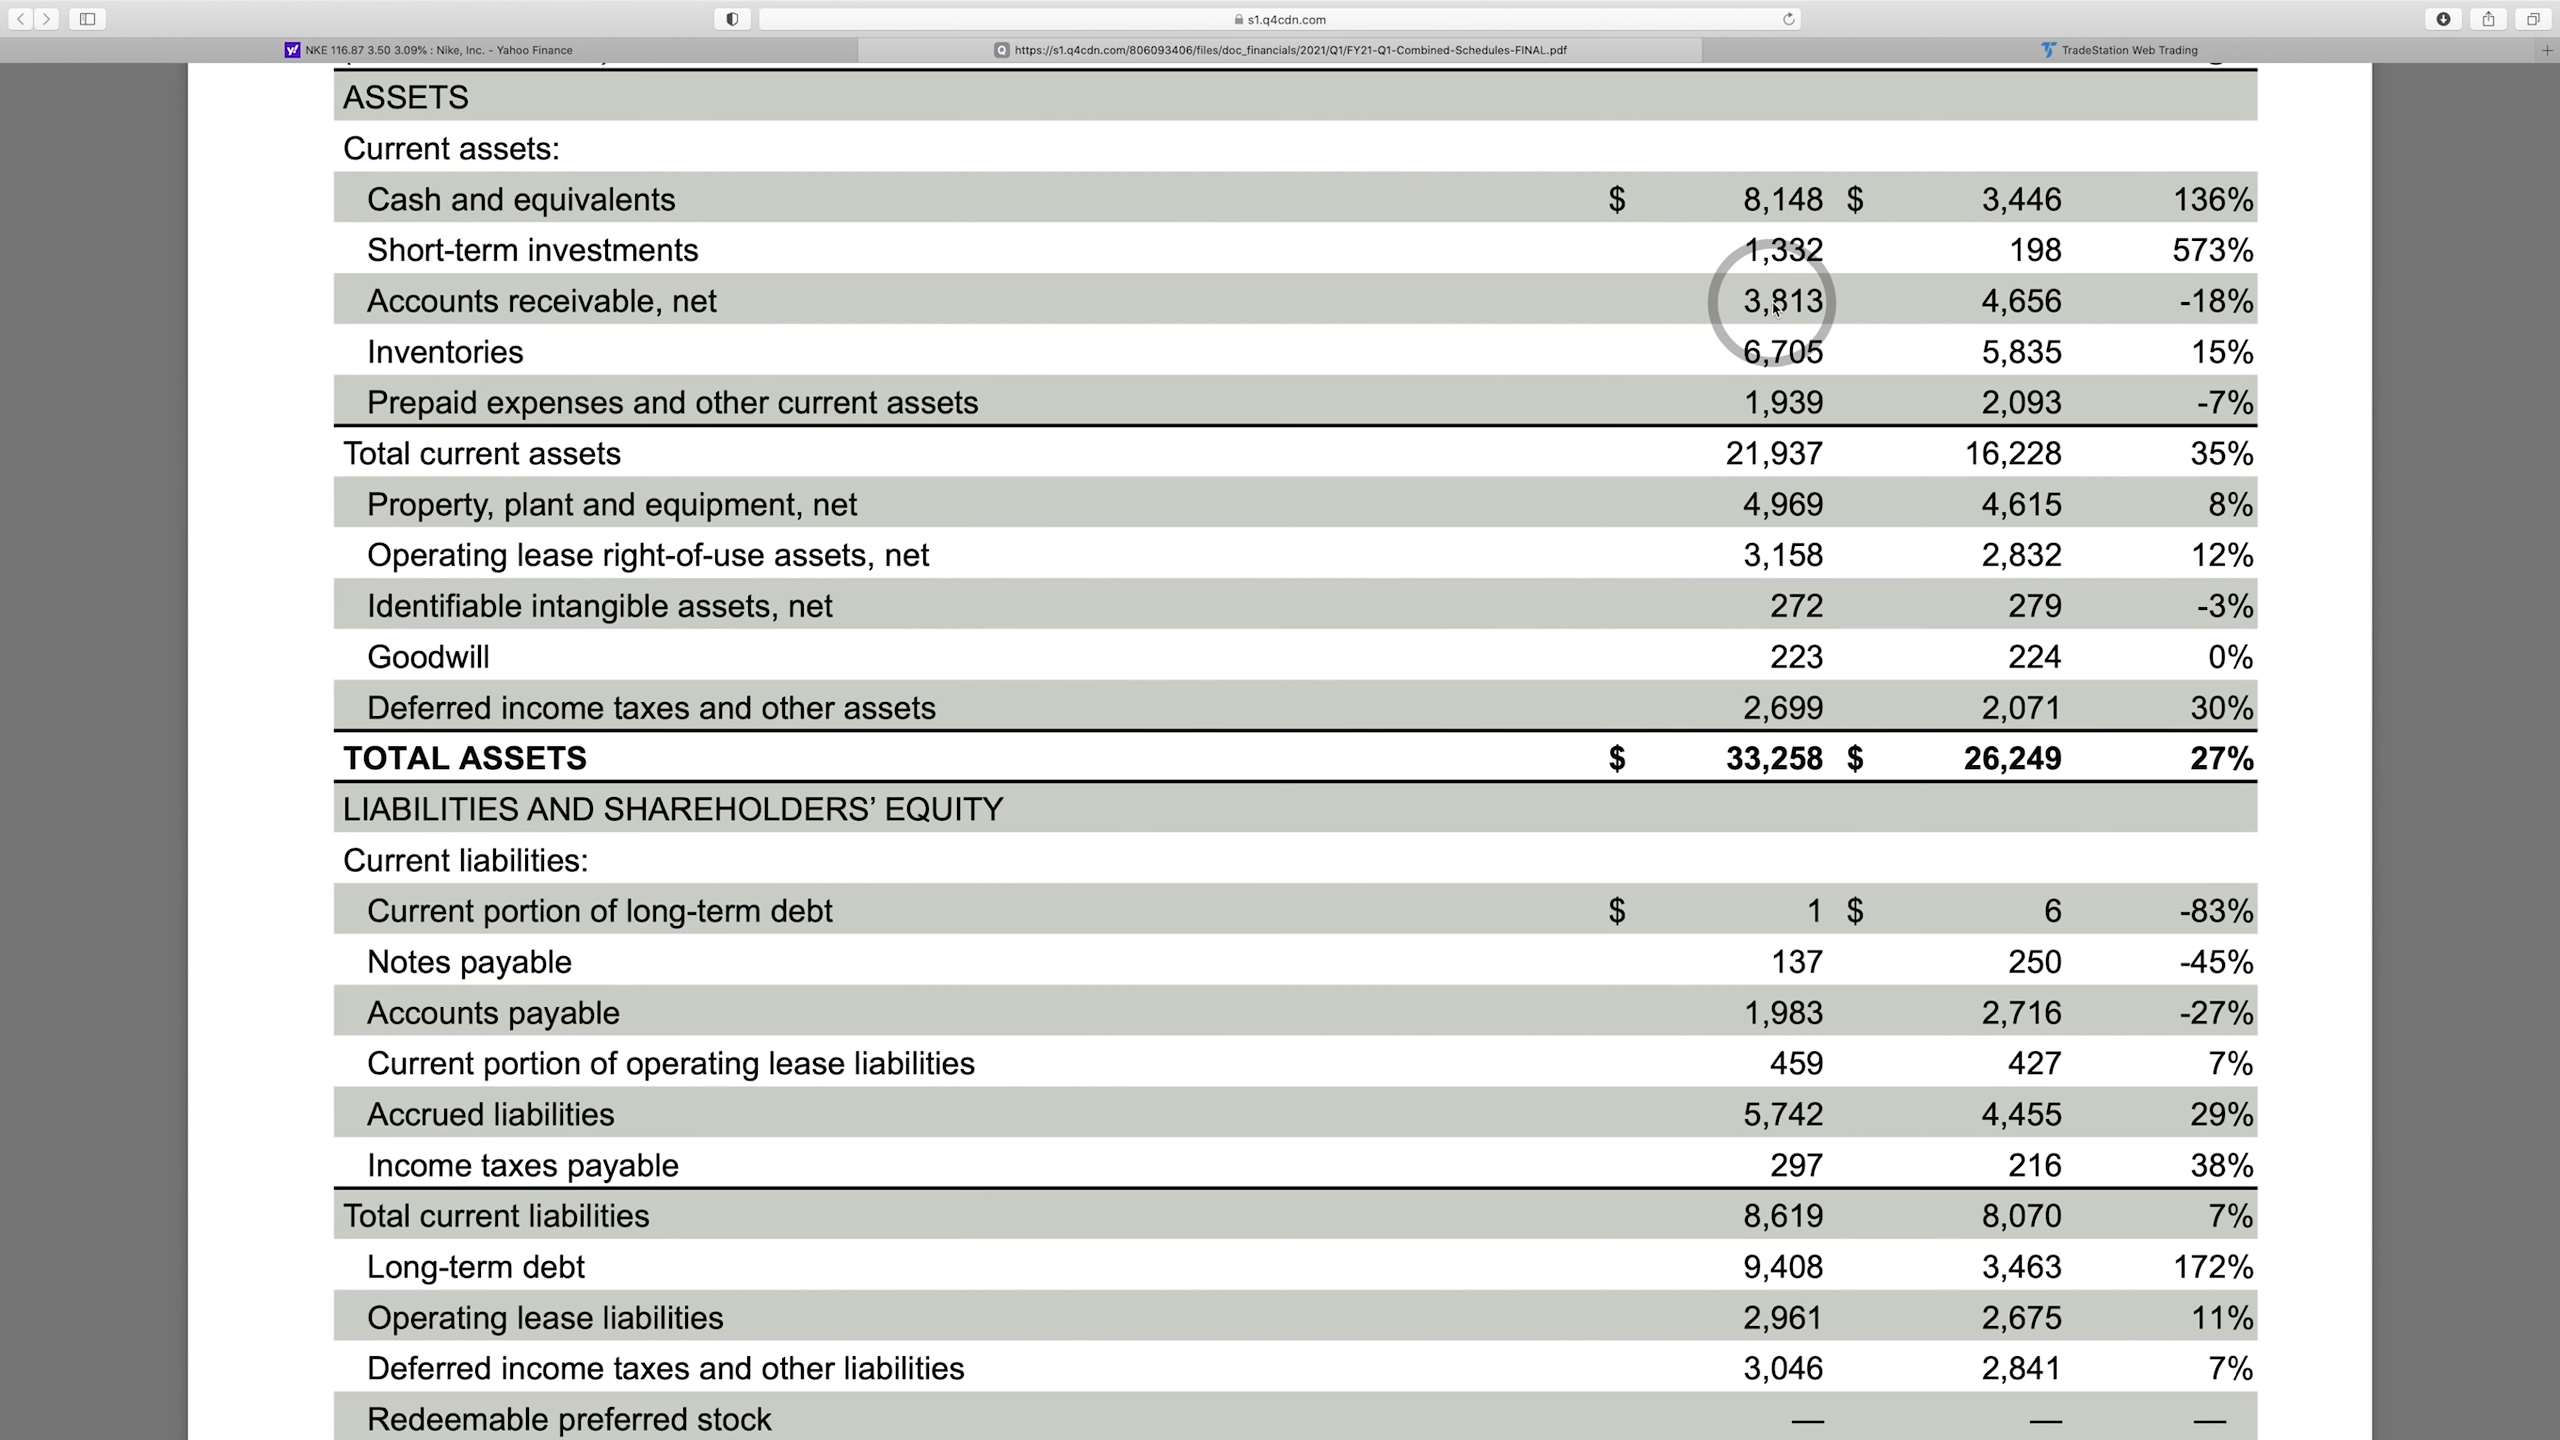 s1.q4cdn.com
NKE 116.87 3.50 3.09% : Nike, Inc. - Yahoo Finance
https://s1.q4cdn.com/806093406/files/doc_financials/2021/Q1/FY21-Q1-Combined-Schedules-FINAL.pdf
TradeStation Web Trading
ASSETS
Current assets:
Cash and equivalents $ 8,148 $ 3,446 136%
Short-term investments 1,332 198 573%
Accounts receivable, net 3,813 4,656 -18%
Inventories 6,705 5,835 15%
Prepaid expenses and other current assets 1,939 2,093 -7%
Total current assets 21,937 16,228 35%
Property, plant and equipment, net 4,969 4,615 8%
Operating lease right-of-use assets, net 3,158 2,832 12%
Identifiable intangible assets, net 272 279 -3%
Goodwill 223 224 0%
Deferred income taxes and other assets 2,699 2,071 30%
TOTAL ASSETS $ 33,258 $ 26,249 27%
LIABILITIES AND SHAREHOLDERS’ EQUITY
Current liabilities:
Current portion of long-term debt $ 1 $ 6 -83%
Notes payable 137 250 -45%
Accounts payable 1,983 2,716 -27%
Current portion of operating lease liabilities 459 427 7%
Accrued liabilities 5,742 4,455 29%
Income taxes payable 297 216 38%
Total current liabilities 8,619 8,070 7%
Long-term debt 9,408 3,463 172%
Operating lease liabilities 2,961 2,675 11%
Deferred income taxes and other liabilities 3,046 2,841 7%
Redeemable preferred stock — — —